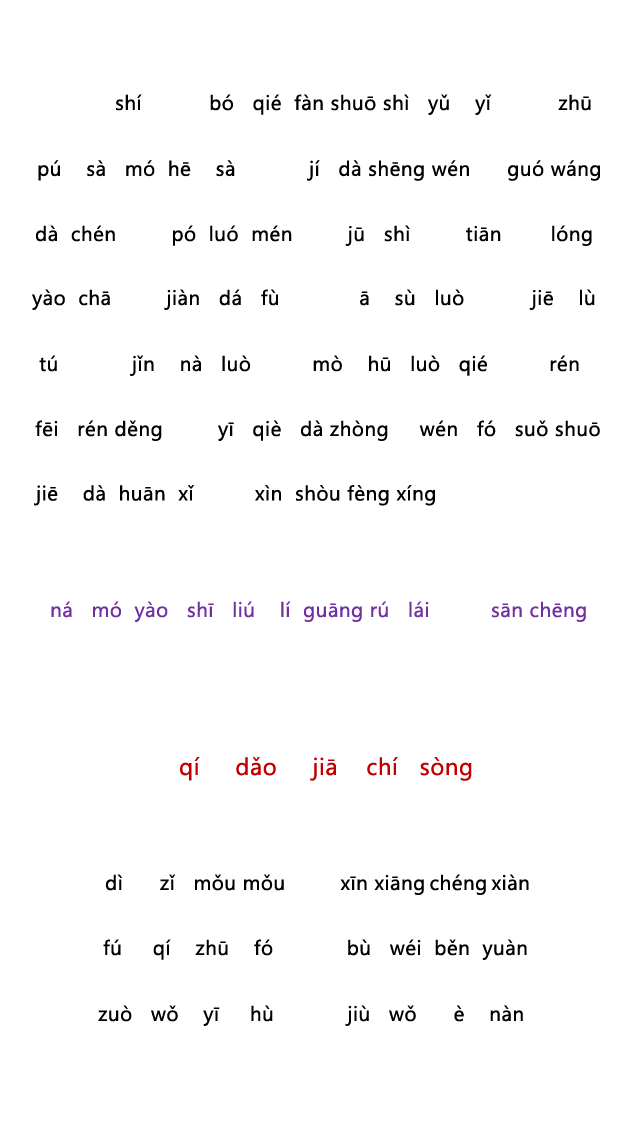 shí bó qié fàn shuō shì yǔ yǐ zhū
pú sà mó hē sà jí dà shēng wén guó wáng
dà chén pó luó mén jū shì tiān lóng
yào chā jiàn dá fù ā sù luò jiē lù
tú jǐn nà luò mò hū luò qié rén
fēi rén děng yī qiè dà zhòng wén fó suǒ shuō
jiē dà huān xǐ xìn shòu fèng xíng
ná mó yào shī liú lí guāng rú lái sān chēng
qí dǎo jiā chí sòng
dì zǐ mǒu mǒu xīn xiāng chéng xiàn
fú qí zhū fó bù wéi běn yuàn
zuò wǒ yī hù jiù wǒ è nàn